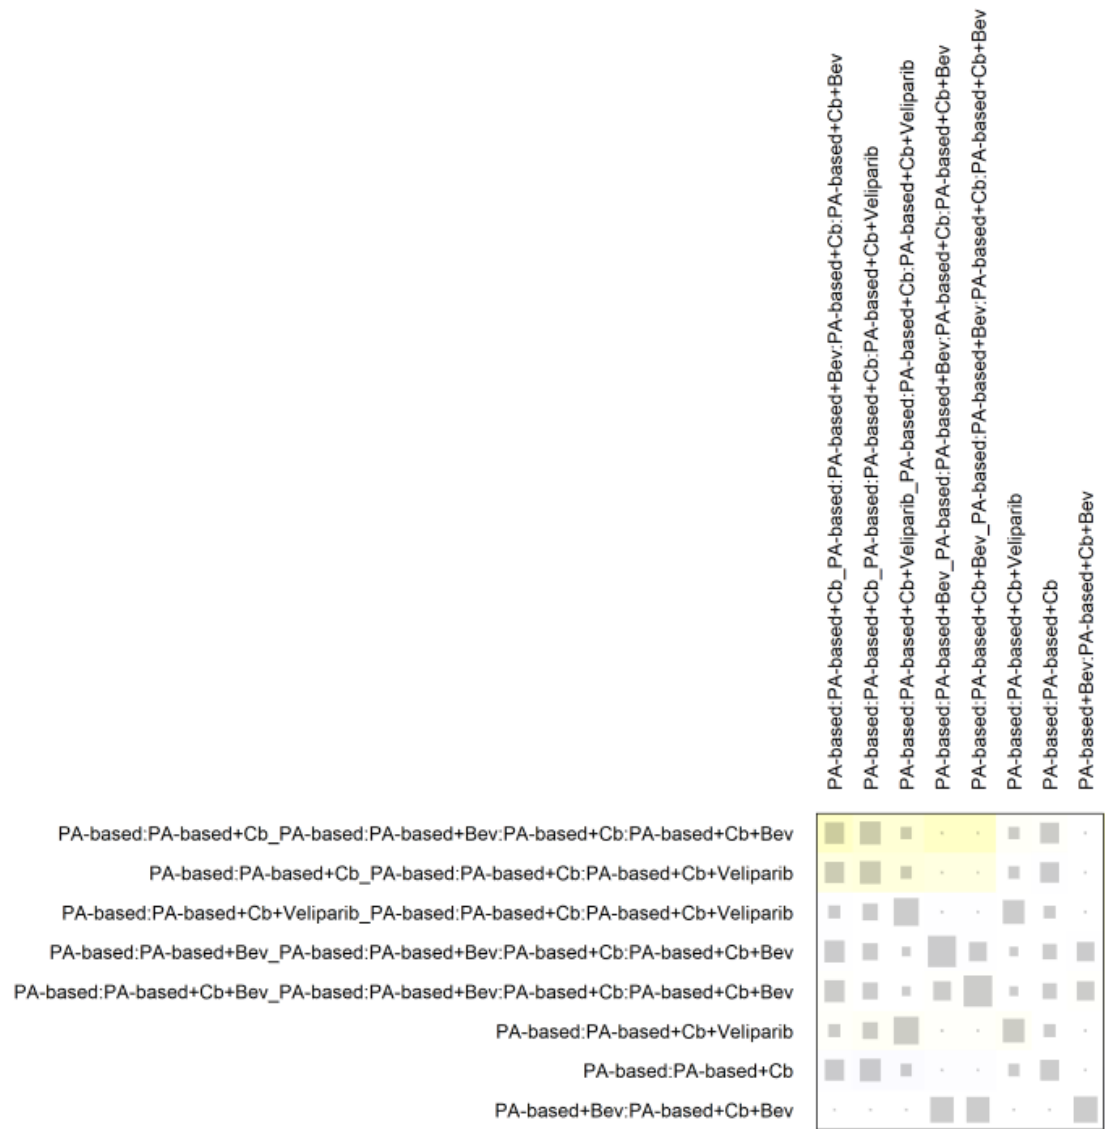 PA-based:PA-based+Cb_PA-based:PA-based+Bev:PA-based+Cb:PA-based+Cb+Bev
PA-based:PA-based+Cb_PA-based:PA-based+Cb:PA-based+Cb+Veliparib
PA-based:PA-based+Cb+Veliparib_PA-based:PA-based+Cb:PA-based+Cb+Veliparib
PA-based:PA-based+Bev_PA-based:PA-based+Bev:PA-based+Cb:PA-based+Cb+Bev
PA-based:PA-based+Cb+Bev_PA-based:PA-based+Bev:PA-based+Cb:PA-based+Cb+Bev
PA-based:PA-based+Cb+Veliparib
PA-based:PA-based+Cb
PA-based+Bev:PA-based+Cb+Bev
PA-based:PA-based+Cb_PA-based:PA-based+Bev:PA-based+Cb:PA-based+Cb+Bev
PA-based:PA-based+Cb_PA-based:PA-based+Cb:PA-based+Cb+Veliparib
PA-based:PA-based+Cb+Veliparib_PA-based:PA-based+Cb:PA-based+Cb+Veliparib
PA-based:PA-based+Bev_PA-based:PA-based+Bev:PA-based+Cb:PA-based+Cb+Bev
PA-based:PA-based+Cb+Bev_PA-based:PA-based+Bev:PA-based+Cb:PA-based+Cb+Bev
PA-based:PA-based+Cb+Veliparib
PA-based:PA-based+Cb
PA-based+Bev:PA-based+Cb+Bev